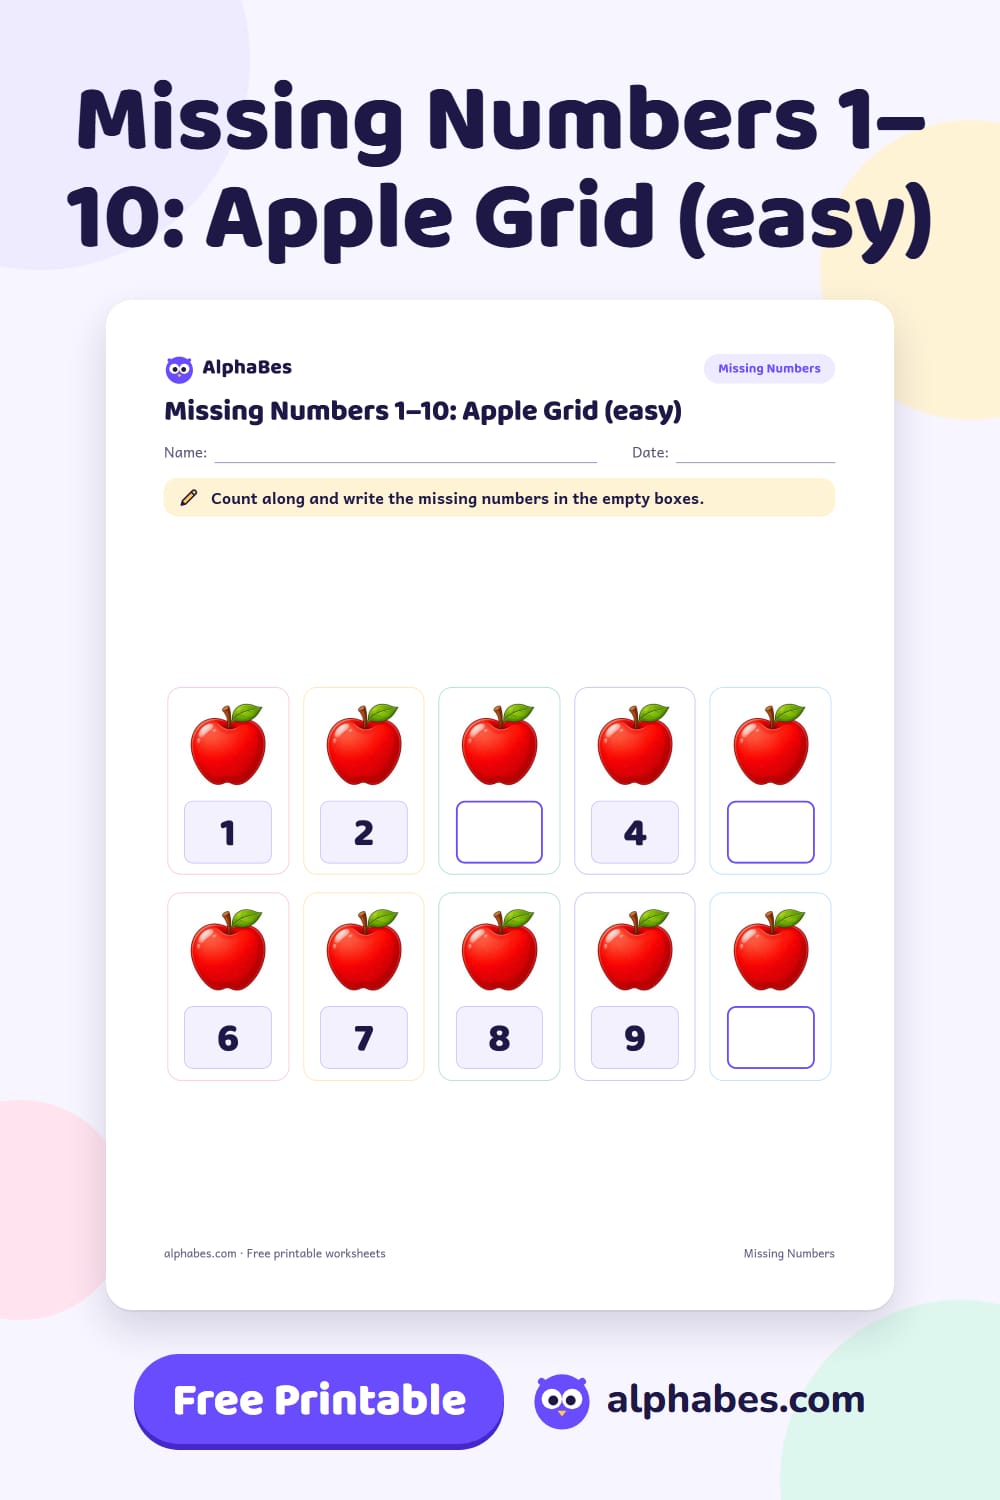 Missing Numbers 1–
10: Apple Grid (easy)
AlphaBes
Missing Numbers
Missing Numbers 1–10: Apple Grid (easy)
Name:
Date:
Count along and write the missing numbers in the empty boxes.
1 2 4
6 7 8 9
alphabes.com · Free printable worksheets
Missing Numbers
Free Printable
alphabes.com